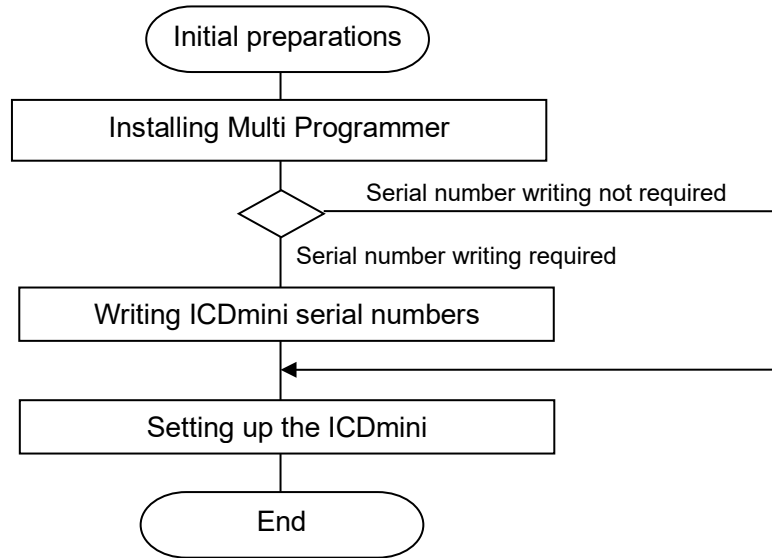 Initial preparations
Installing Multi Programmer
Serial number writing not required
Serial number writing required
Writing ICDmini serial numbers
Setting up the ICDmini
End